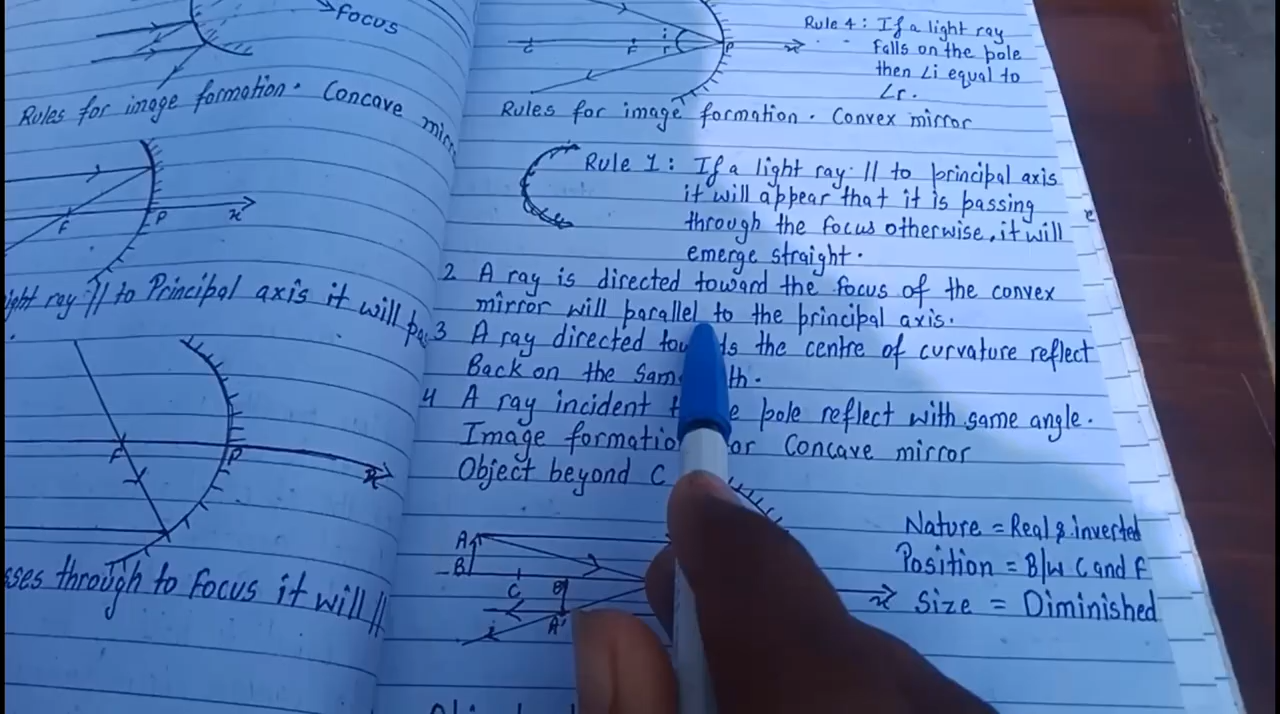 focus
Rules for image formation. Concave mirr
F
P
x
ight ray // to Principal axis it will pas
F
P
x
sses through to focus it will //
C
F
i
r
P
x
Rule 4: If a light ray
falls on the pole
then ∠i equal to
∠r.
Rules for image formation. Convex mirror
Rule 1: If a light ray // to principal axis
it will appear that it is passing
through the focus otherwise, it will
emerge straight.
2 A ray is directed toward the focus of the convex
mirror will parallel to the principal axis.
3 A ray directed the centre of curvature reflect
Back on the
4 A ray incident pole reflect with same angle.
Image Concave mirror
Object beyond C
A
B
C
A'
x
Nature = Real & inverted
Position = B/w C and F
Size = Diminished